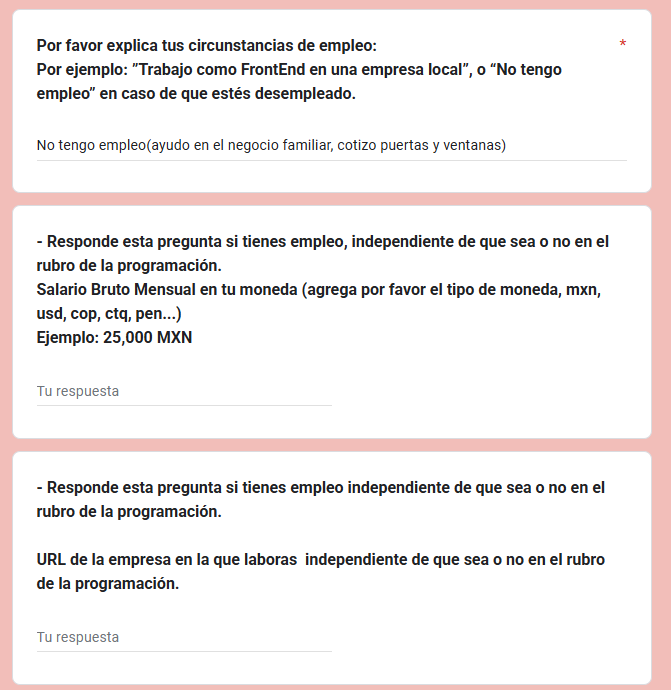 Por favor explica tus circunstancias de empleo: *
Por ejemplo: ”Trabajo como FrontEnd en una empresa local”, o “No tengo
empleo” en caso de que estés desempleado.
No tengo empleo(ayudo en el negocio familiar, cotizo puertas y ventanas)
- Responde esta pregunta si tienes empleo, independiente de que sea o no en el
rubro de la programación.
Salario Bruto Mensual en tu moneda (agrega por favor el tipo de moneda, mxn,
usd, cop, ctq, pen...)
Ejemplo: 25,000 MXN
Tu respuesta
- Responde esta pregunta si tienes empleo independiente de que sea o no en el
rubro de la programación.
URL de la empresa en la que laboras  independiente de que sea o no en el rubro
de la programación.
Tu respuesta